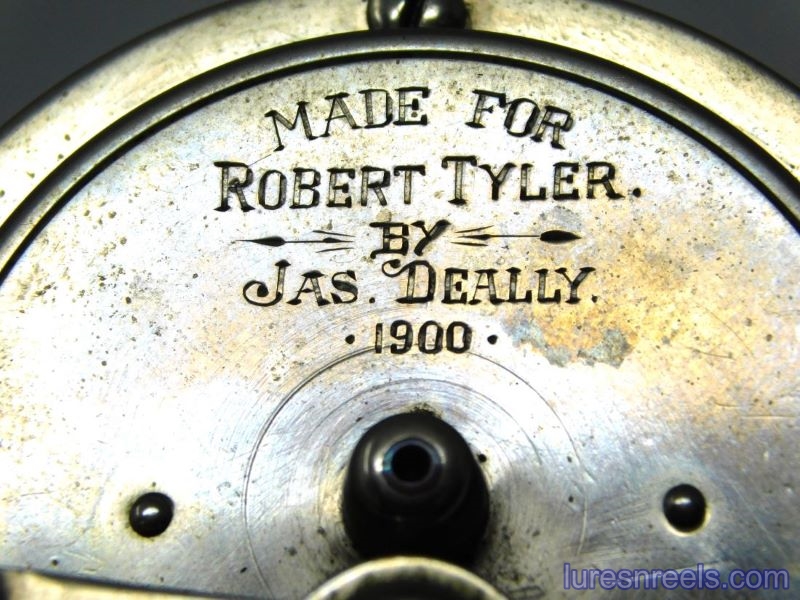 MADE FOR
ROBERT TYLER.
BY
JAS. DEALLY.
· 1900 ·
luresnreels.com